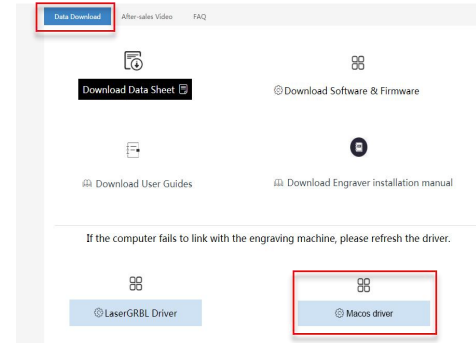 Data Download After-sales Video FAQ
Download Data Sheet
Download Software & Firmware
Download User Guides
Download Engraver installation manual
If the computer fails to link with the engraving machine, please refresh the driver.
LaserGRBL Driver
Macos driver